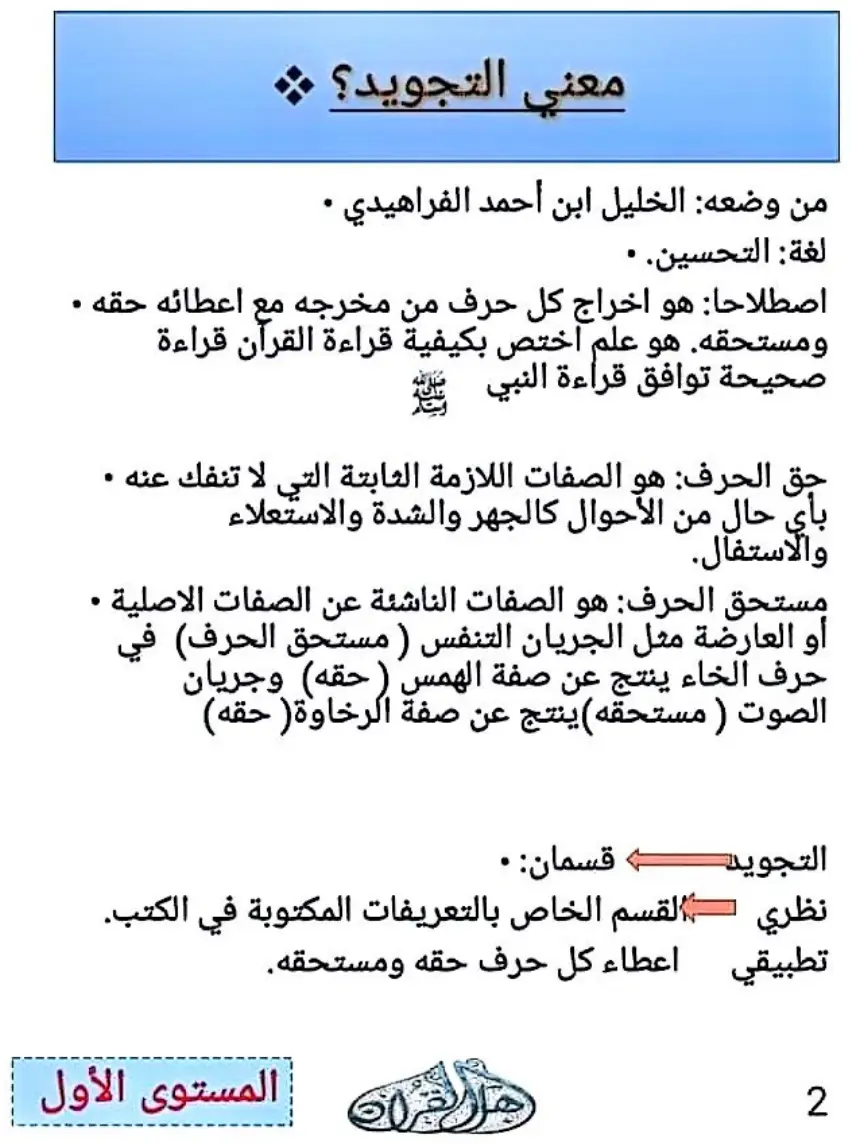 معني التجويد؟ ❖
من وضعه: الخليل ابن أحمد الفراهيدي •
لغة: التحسين. •
اصطلاحا: هو اخراج كل حرف من مخرجه مع اعطائه حقه •
ومستحقه. هو علم اختص بكيفية قراءة القرآن قراءة
صحيحة توافق قراءة النبي ﷺ
حق الحرف: هو الصفات اللازمة الثابتة التي لا تنفك عنه •
بأي حال من الأحوال كالجهر والشدة والاستعلاء
والاستفال.
مستحق الحرف: هو الصفات الناشئة عن الصفات الاصلية •
أو العارضة مثل الجريان التنفس ( مستحق الحرف) في
حرف الخاء ينتج عن صفة الهمس ( حقه) وجريان
الصوت ( مستحقه)ينتج عن صفة الرخاوة( حقه)
التجويد قسمان: •
نظري القسم الخاص بالتعريفات المكتوبة في الكتب.
تطبيقي اعطاء كل حرف حقه ومستحقه.
المستوى الأول
أهل القرآن
2